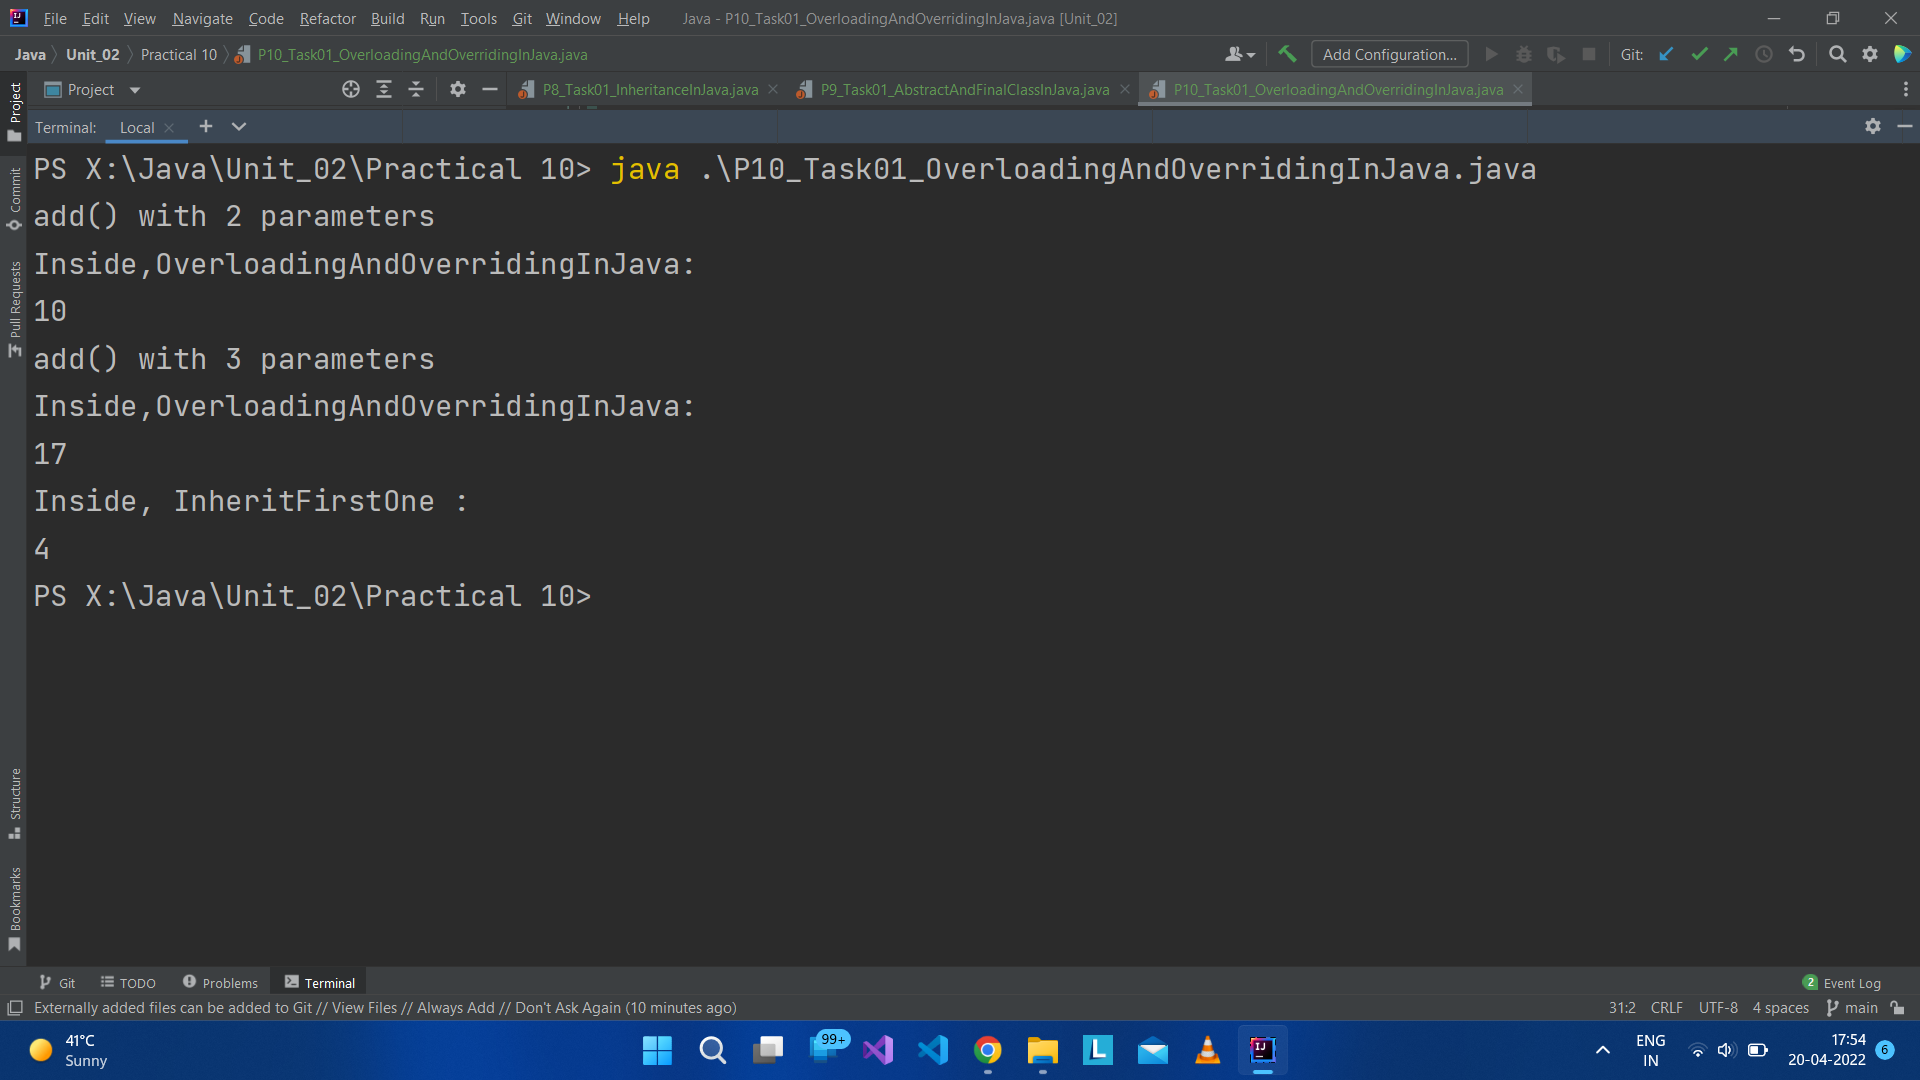 File Edit View Navigate Code Refactor Build Run Tools Git Window Help Java - P10_Task01_OverloadingAndOverridingInJava.java [Unit_02]
Java Unit_02 Practical 10 P10_Task01_OverloadingAndOverridingInJava.java Add Configuration... Git:
Project P8_Task01_InheritanceInJava.java P9_Task01_AbstractAndFinalClassInJava.java P10_Task01_OverloadingAndOverridingInJava.java
Terminal: Local
PS X:\Java\Unit_02\Practical 10> java .\P10_Task01_OverloadingAndOverridingInJava.java
add() with 2 parameters
Inside,OverloadingAndOverridingInJava:
10
add() with 3 parameters
Inside,OverloadingAndOverridingInJava:
17
Inside, InheritFirstOne :
4
PS X:\Java\Unit_02\Practical 10>
Project
Commit
Pull Requests
Structure
Bookmarks
Git TODO Problems Terminal 2 Event Log
Externally added files can be added to Git // View Files // Always Add // Don't Ask Again (10 minutes ago) 31:2 CRLF UTF-8 4 spaces main
41°C
Sunny
99+
L
IJ
ENG
IN
17:54
20-04-2022
6